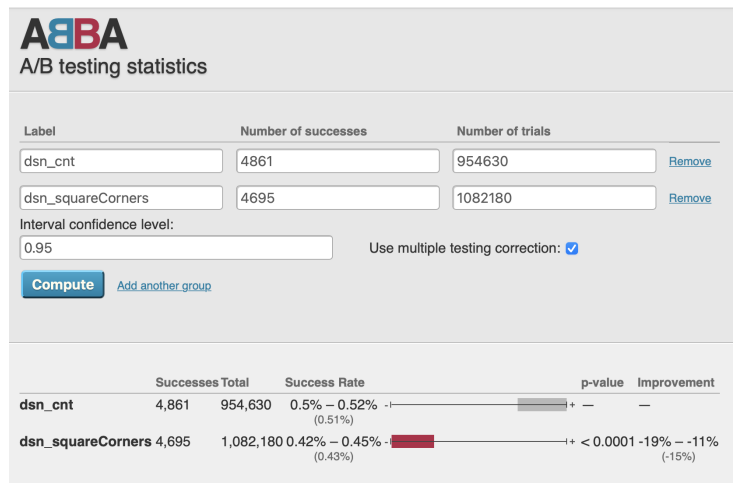 ABBA
A/B testing statistics
Label Number of successes Number of trials
dsn_cnt 4861 954630 Remove
dsn_squareCorners 4695 1082180 Remove
Interval confidence level:
0.95 Use multiple testing correction:
Compute Add another group
Successes Total Success Rate p-value Improvement
dsn_cnt 4,861 954,630 0.5% – 0.52% - + — —
(0.51%)
dsn_squareCorners 4,695 1,082,180 0.42% – 0.45% - + < 0.0001 -19% – -11%
(0.43%) (-15%)